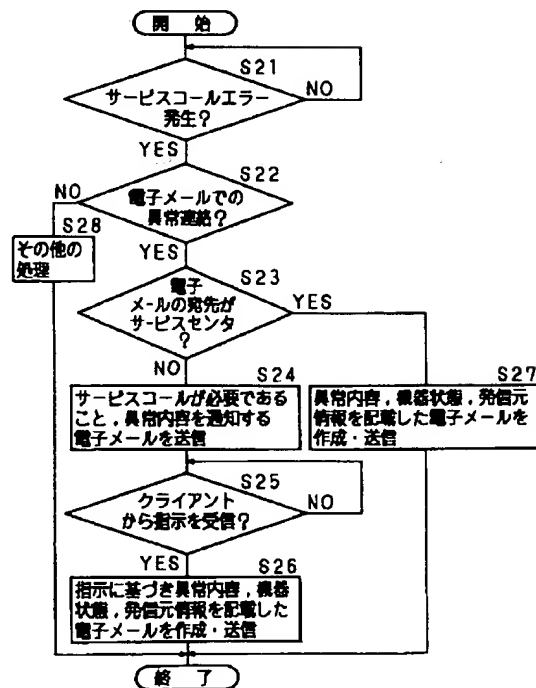 開 始
S21
サービスコールエラー
発生?
NO
YES
S22
電子メールでの
異常連絡?
NO
S28
その他の
処理
YES
S23
電子
メールの宛先が
サービスセンタ
?
YES
NO
S24
サービスコールが必要である
こと,異常内容を通知する
電子メールを送信
S27
異常内容,機器状態,発信元
情報を記載した電子メールを
作成・送信
S25
クライアント
から指示を受信?
NO
YES
S26
指示に基づき異常内容,機器
状態,発信元情報を記載した
電子メールを作成・送信
終 了